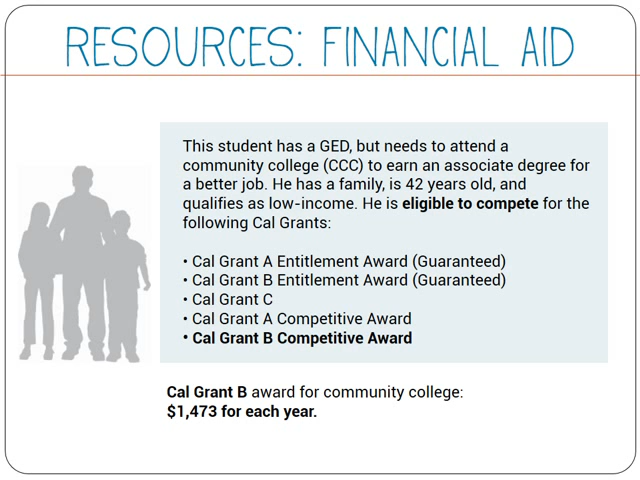 RESOURCES: FINANCIAL AID
This student has a GED, but needs to attend a
community college (CCC) to earn an associate degree for
a better job. He has a family, is 42 years old, and
qualifies as low-income. He is eligible to compete for the
following Cal Grants:
• Cal Grant A Entitlement Award (Guaranteed)
• Cal Grant B Entitlement Award (Guaranteed)
• Cal Grant C
• Cal Grant A Competitive Award
• Cal Grant B Competitive Award
Cal Grant B award for community college:
$1,473 for each year.